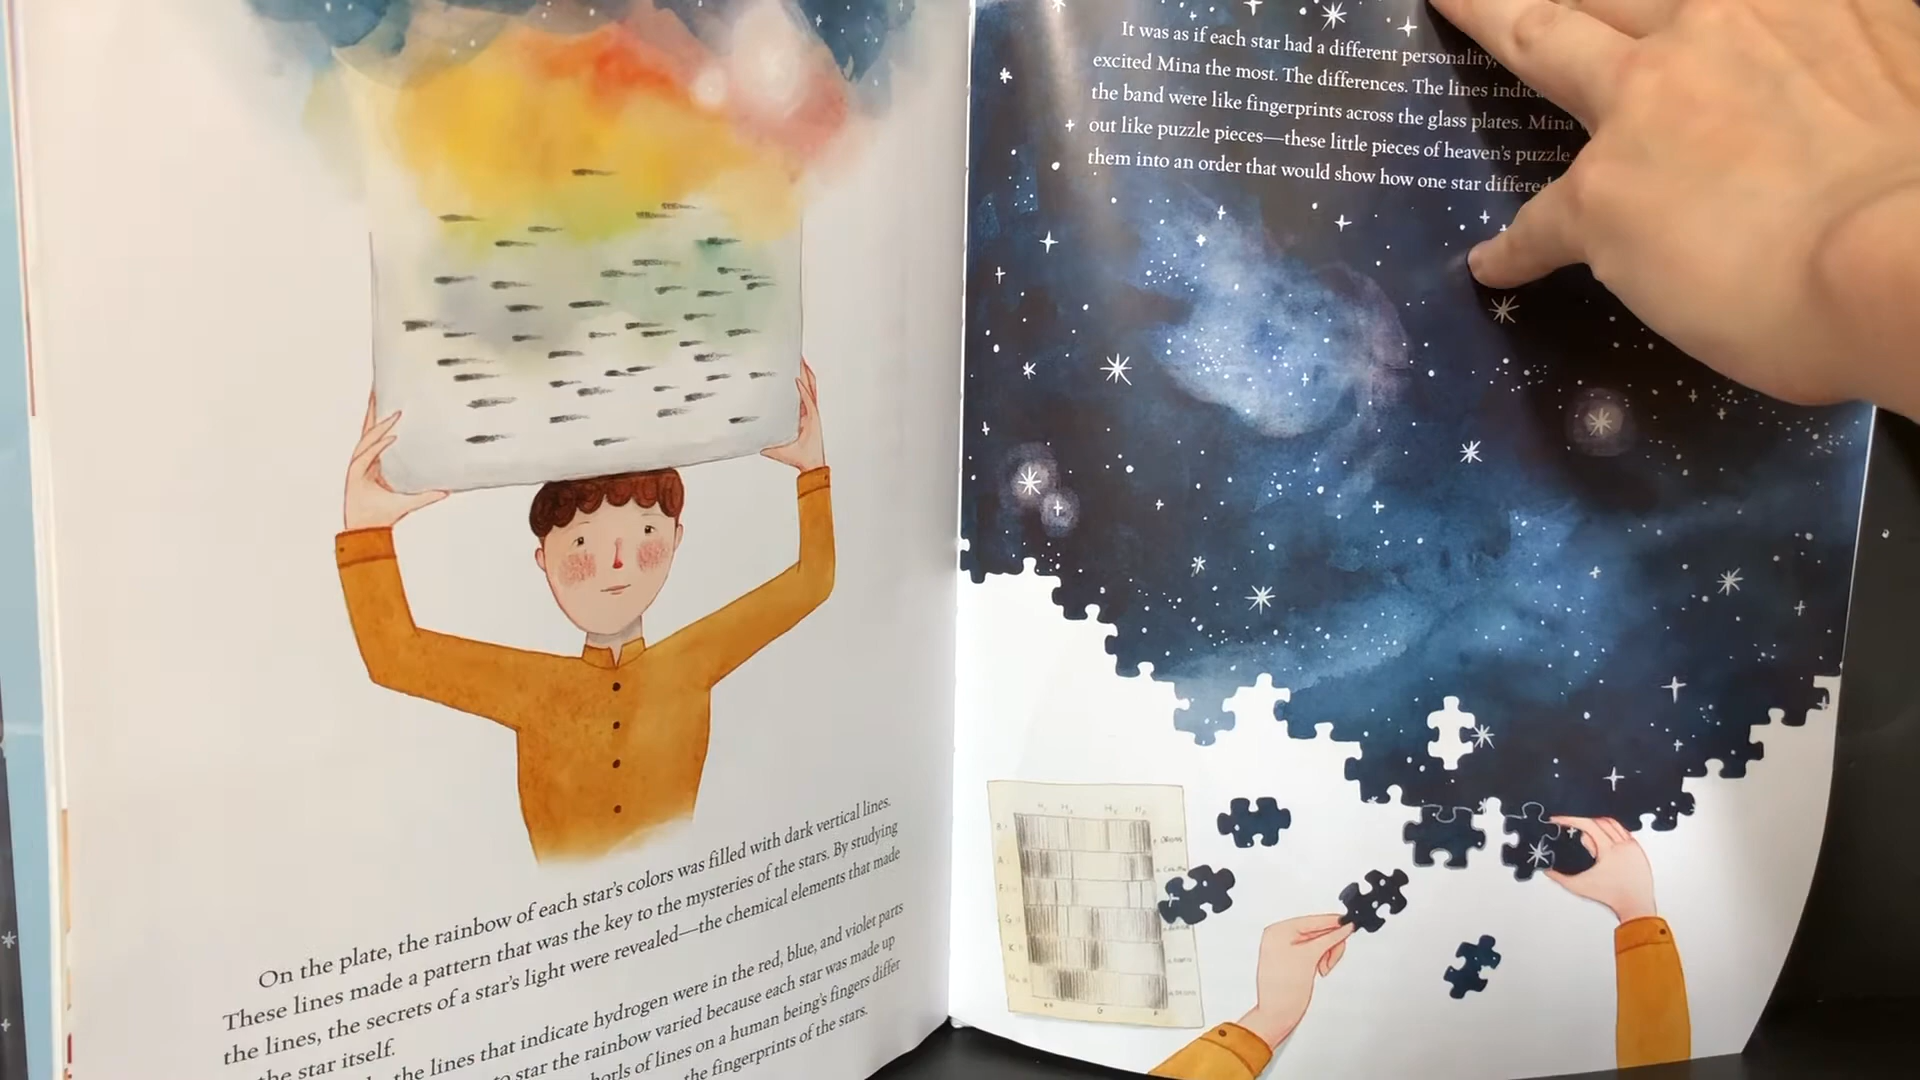 On the plate, the rainbow of each star's colors was filled with dark vertical lines.
These lines made a pattern that was the key to the mysteries of the stars. By studying
the lines, the secrets of a star's light were revealed—the chemical elements that made
the star itself.
the lines that indicate hydrogen were in the red, blue, and violet parts
to star the rainbow varied because each star was made up
of lines on a human being's fingers differ
the fingerprints of the stars.
It was as if each star had a different personality,
excited Mina the most. The differences. The lines
the band were like fingerprints across the glass plates. Mina
out like puzzle pieces—these little pieces of heaven's puzzle,
them into an order that would show how one star differed
B
A
F
G
K
G
F